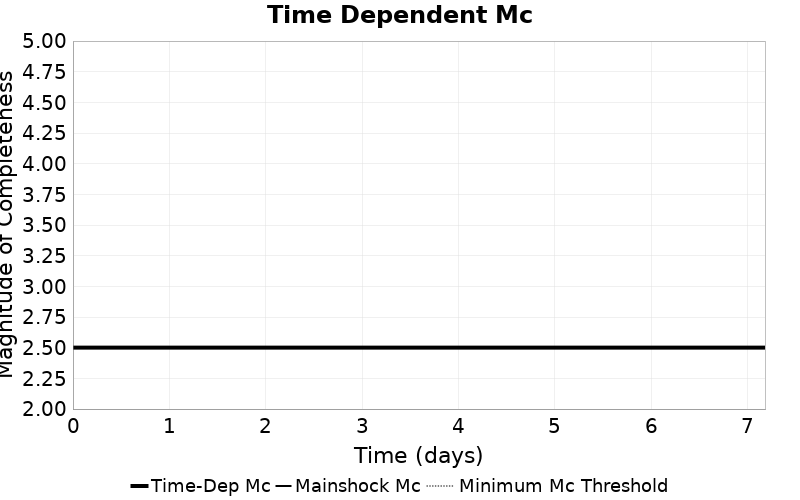 Time Dependent Mc
Magnitude of Completeness
5.00
4.75
4.50
4.25
4.00
3.75
3.50
3.25
3.00
2.75
2.50
2.25
2.00
0 1 2 3 4 5 6 7
Time (days)
Time-Dep Mc Mainshock Mc Minimum Mc Threshold